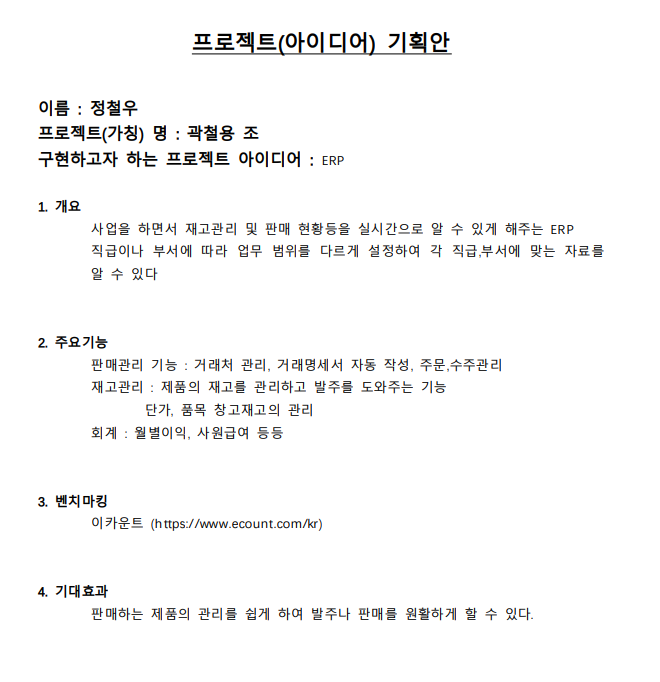 프로젝트(아이디어) 기획안
이름 : 정철우
프로젝트(가칭) 명 : 곽철용 조
구현하고자 하는 프로젝트 아이디어 : ERP
1. 개요
사업을 하면서 재고관리 및 판매 현황등을 실시간으로 알 수 있게 해주는 ERP
직급이나 부서에 따라 업무 범위를 다르게 설정하여 각 직급,부서에 맞는 자료를
알 수 있다
2. 주요기능
판매관리 기능 : 거래처 관리, 거래명세서 자동 작성, 주문,수주관리
재고관리 : 제품의 재고를 관리하고 발주를 도와주는 기능
단가, 품목 창고재고의 관리
회계 : 월별이익, 사원급여 등등
3. 벤치마킹
이카운트 (https://www.ecount.com/kr)
4. 기대효과
판매하는 제품의 관리를 쉽게 하여 발주나 판매를 원활하게 할 수 있다.